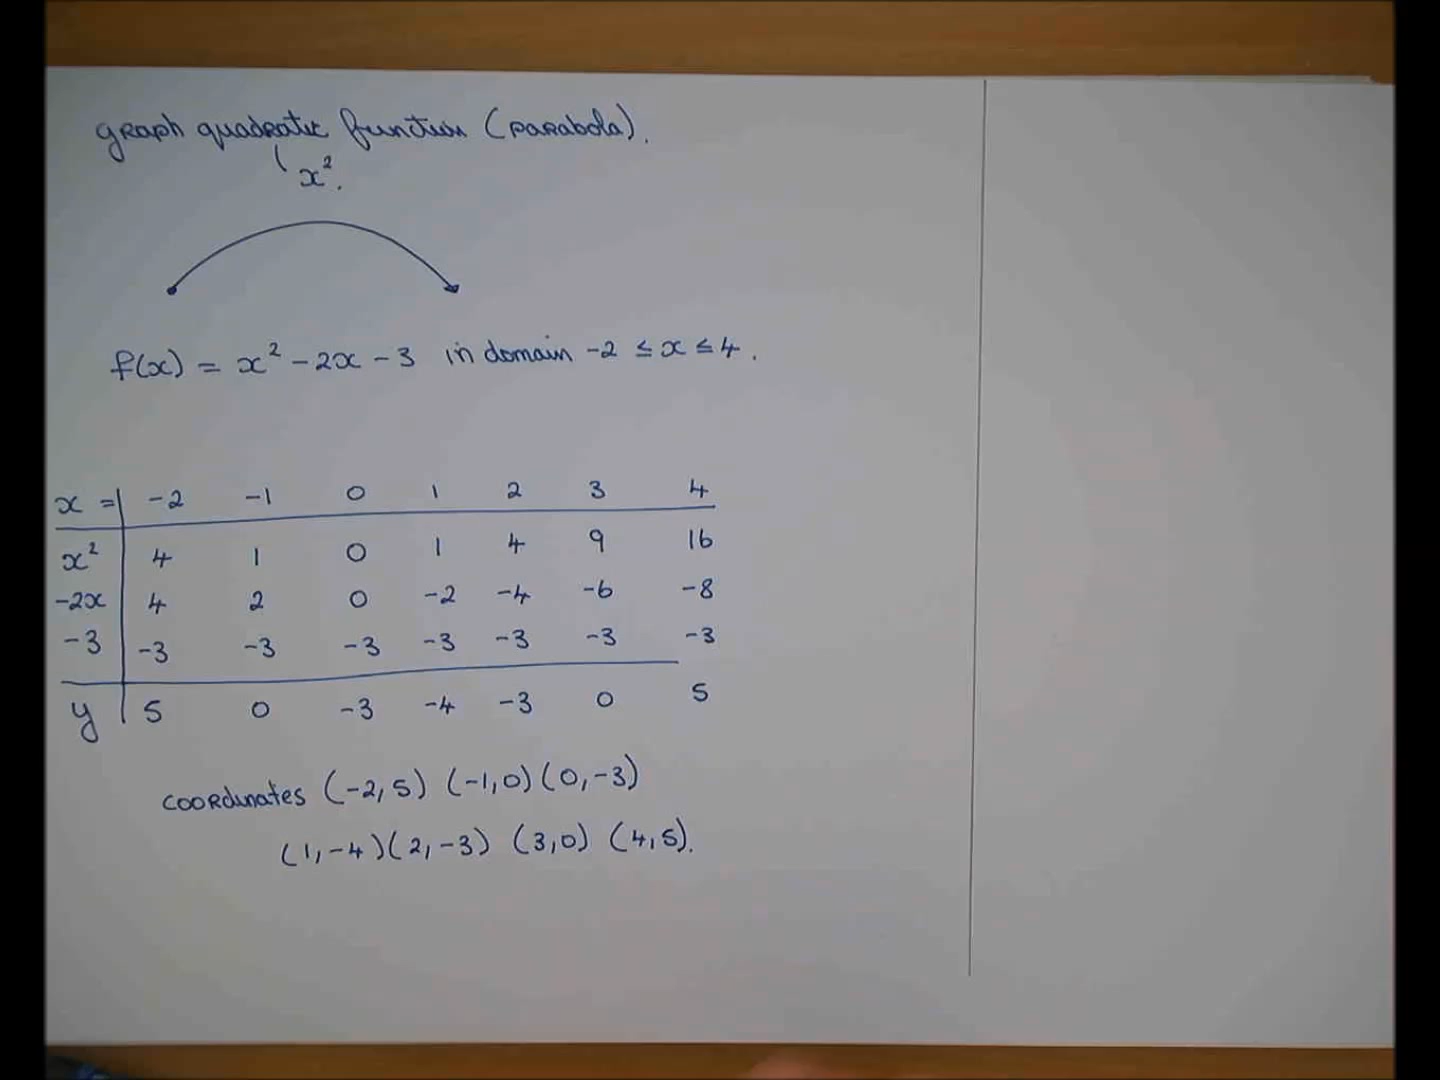 graph quadratic function (parabola).
x².
f(x) = x² - 2x - 3 in domain -2 ≤ x ≤ 4.
x = -2 -1 0 1 2 3 4
x² 4 1 0 1 4 9 16
-2x 4 2 0 -2 -4 -6 -8
-3 -3 -3 -3 -3 -3 -3 -3
y 5 0 -3 -4 -3 0 5
coordinates (-2, 5) (-1, 0) (0, -3)
(1, -4) (2, -3) (3, 0) (4, 5).